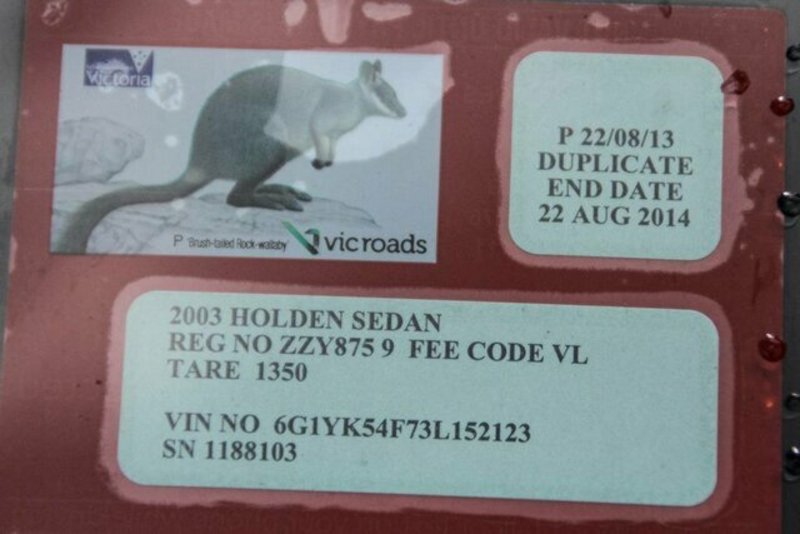 Victoria
P 'Brush-tailed Rock-wallaby'
vicroads
P 22/08/13
DUPLICATE
END DATE
22 AUG 2014
2003 HOLDEN SEDAN
REG NO ZZY875 9 FEE CODE VL
TARE 1350
VIN NO 6G1YK54F73L152123
SN 1188103